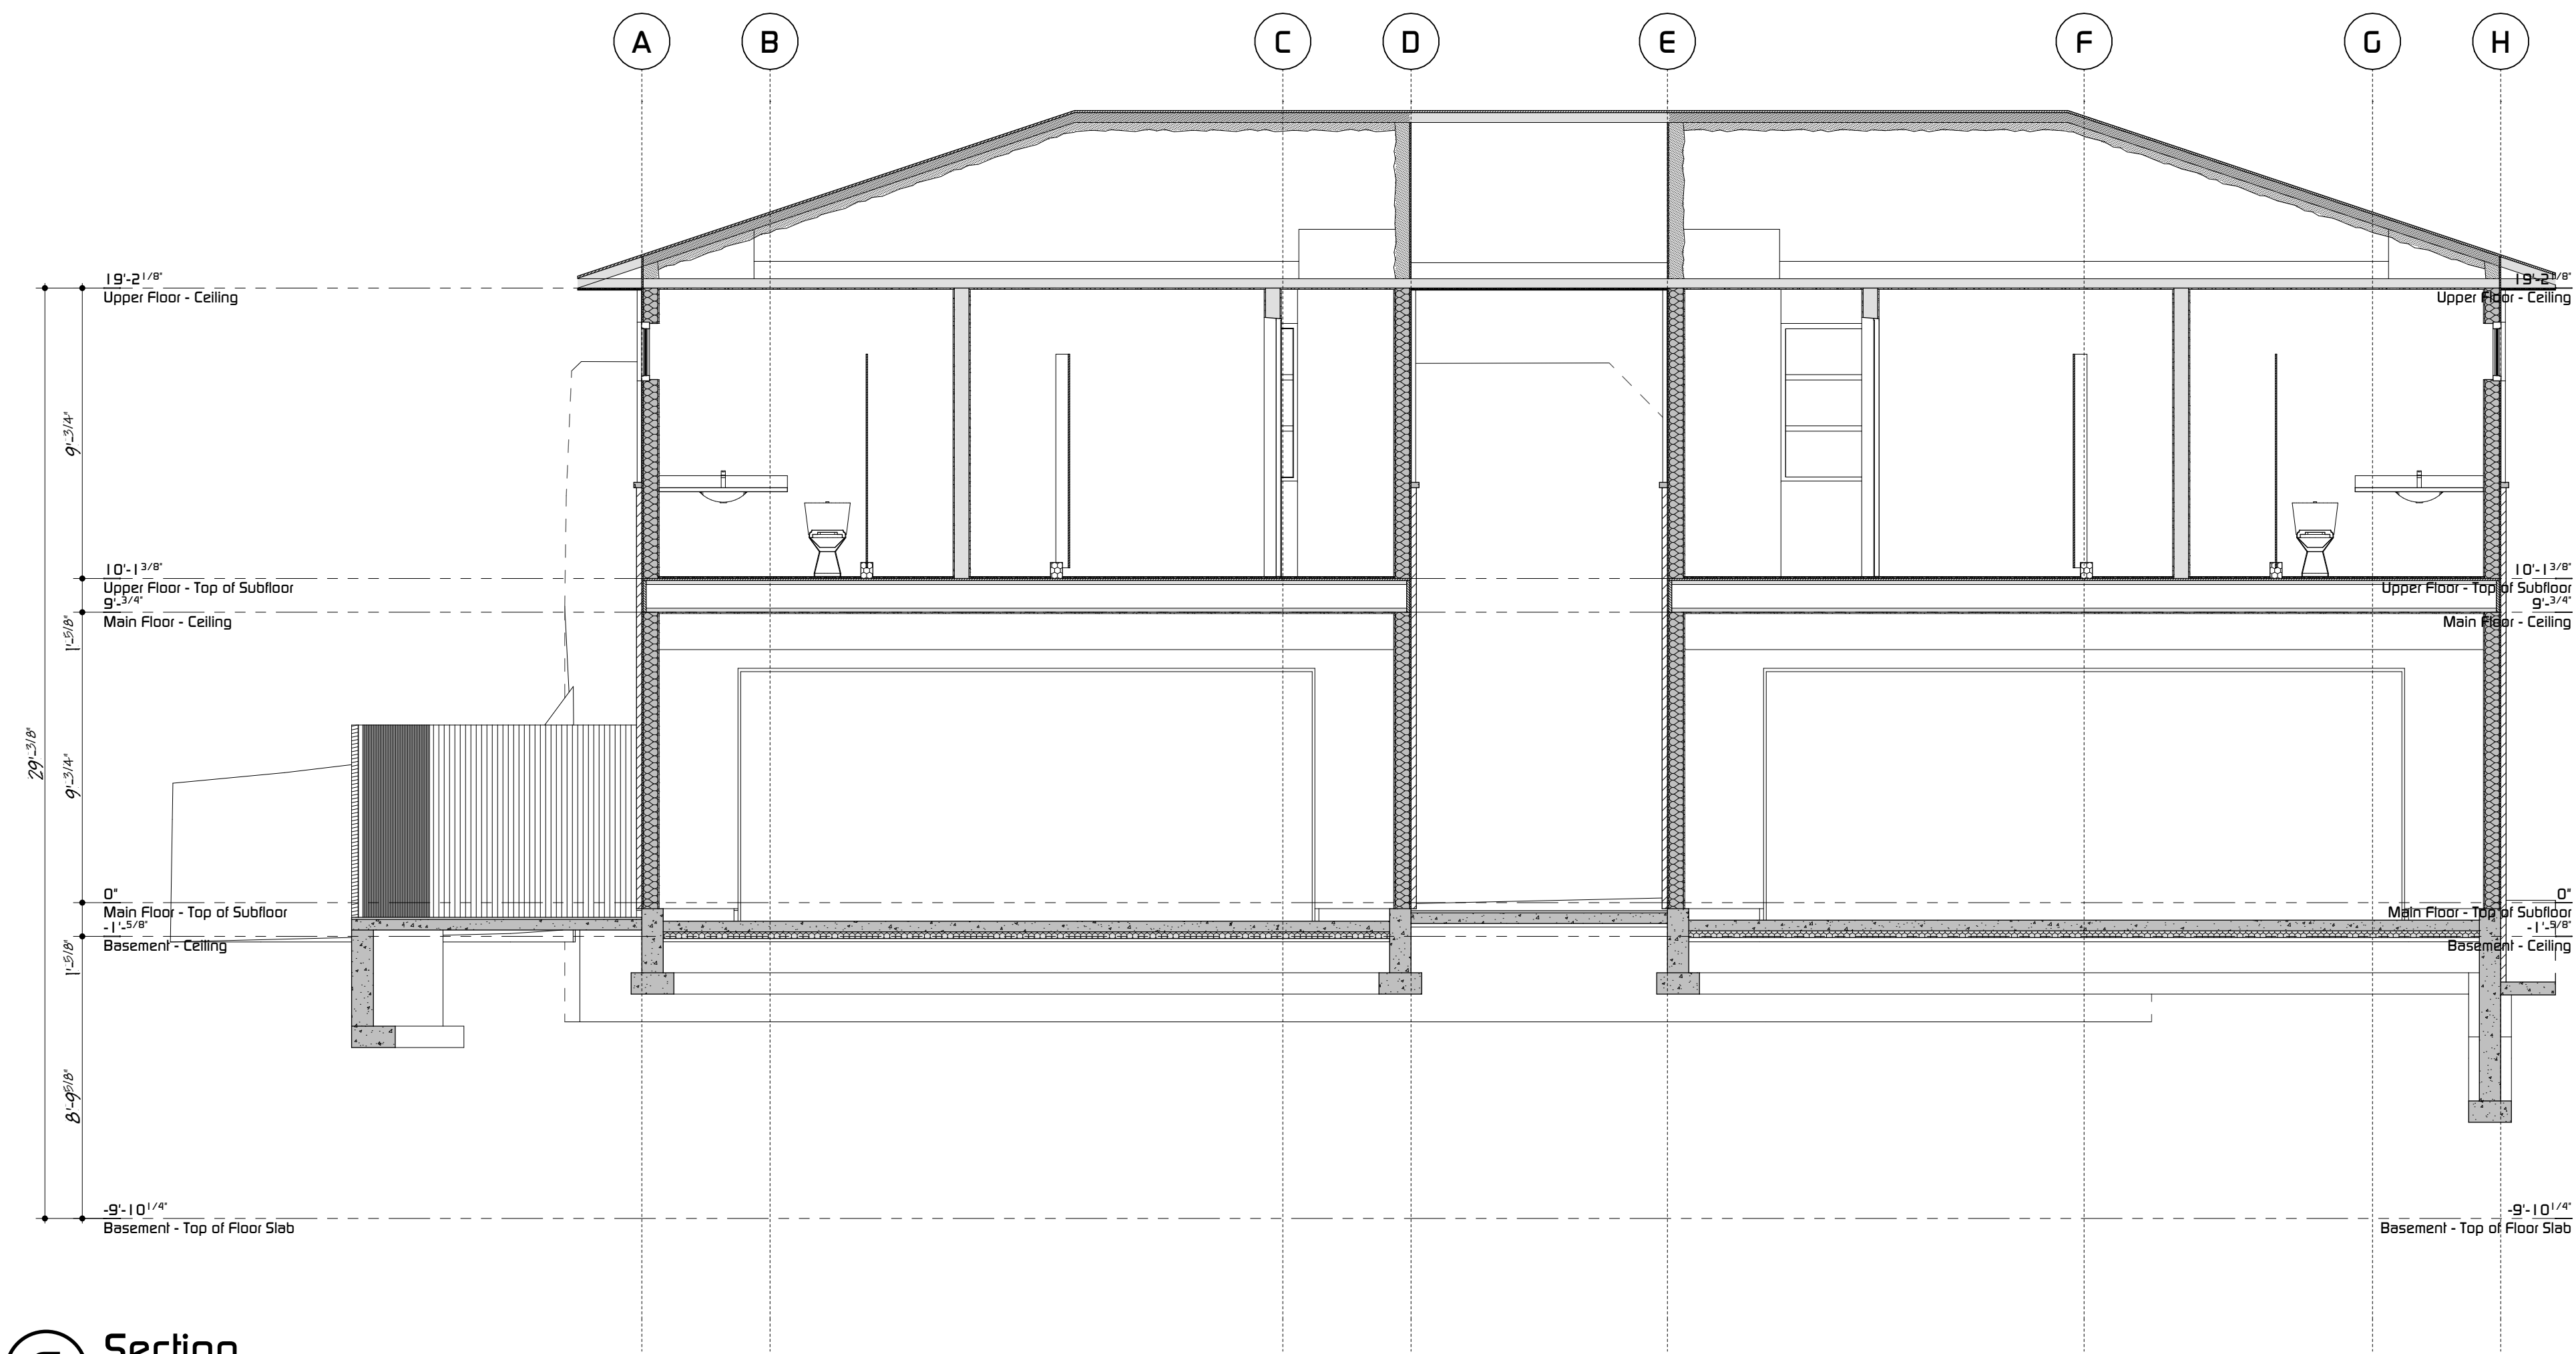 A B C D E F G H
19'-2 1/8"
Upper Floor - Ceiling
19'-2 1/8"
Upper Floor - Ceiling
9'-3/4"
10'-1 3/8"
Upper Floor - Top of Subfloor
10'-1 3/8"
Upper Floor - Top of Subfloor
9'-3/4"
Main Floor - Ceiling
9'-3/4"
Main Floor - Ceiling
1'-5/8"
29'-3/8"
9'-3/4"
0"
Main Floor - Top of Subfloor
0"
Main Floor - Top of Subfloor
-1'-5/8"
Basement - Ceiling
-1'-5/8"
Basement - Ceiling
1'-5/8"
8'-9 5/8"
-9'-10 1/4"
Basement - Top of Floor Slab
-9'-10 1/4"
Basement - Top of Floor Slab
Section